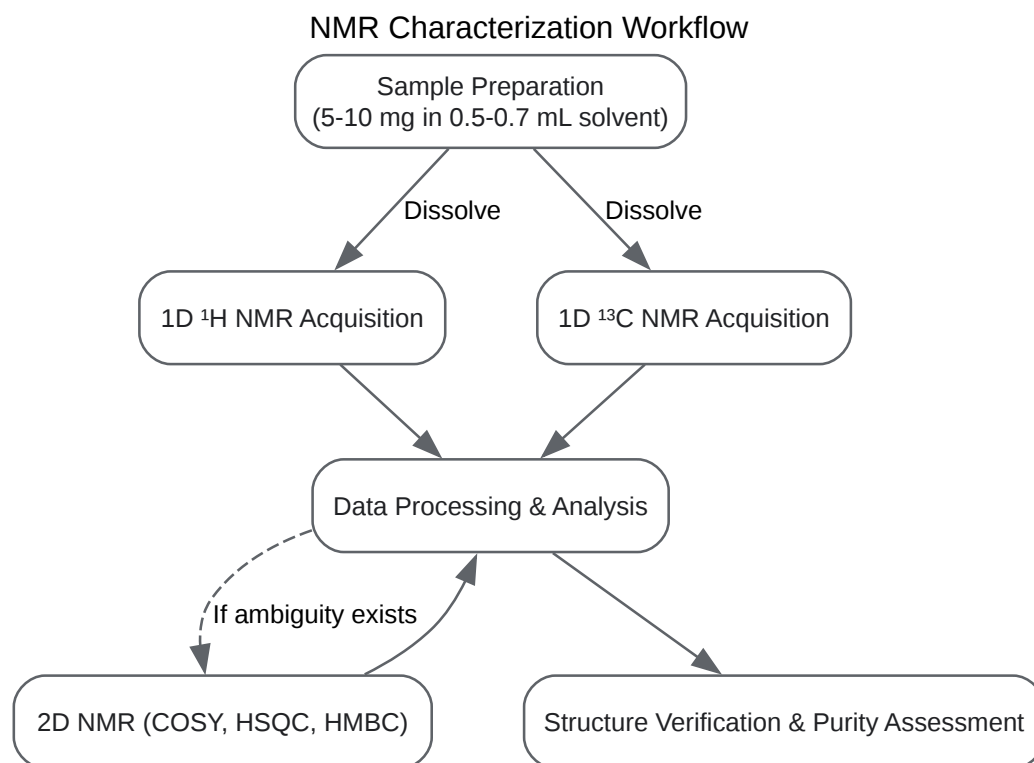 NMR Characterization Workflow
Sample Preparation
(5-10 mg in 0.5-0.7 mL solvent)
Dissolve
Dissolve
1D ¹H NMR Acquisition
1D ¹³C NMR Acquisition
Data Processing & Analysis
If ambiguity exists
2D NMR (COSY, HSQC, HMBC)
Structure Verification & Purity Assessment